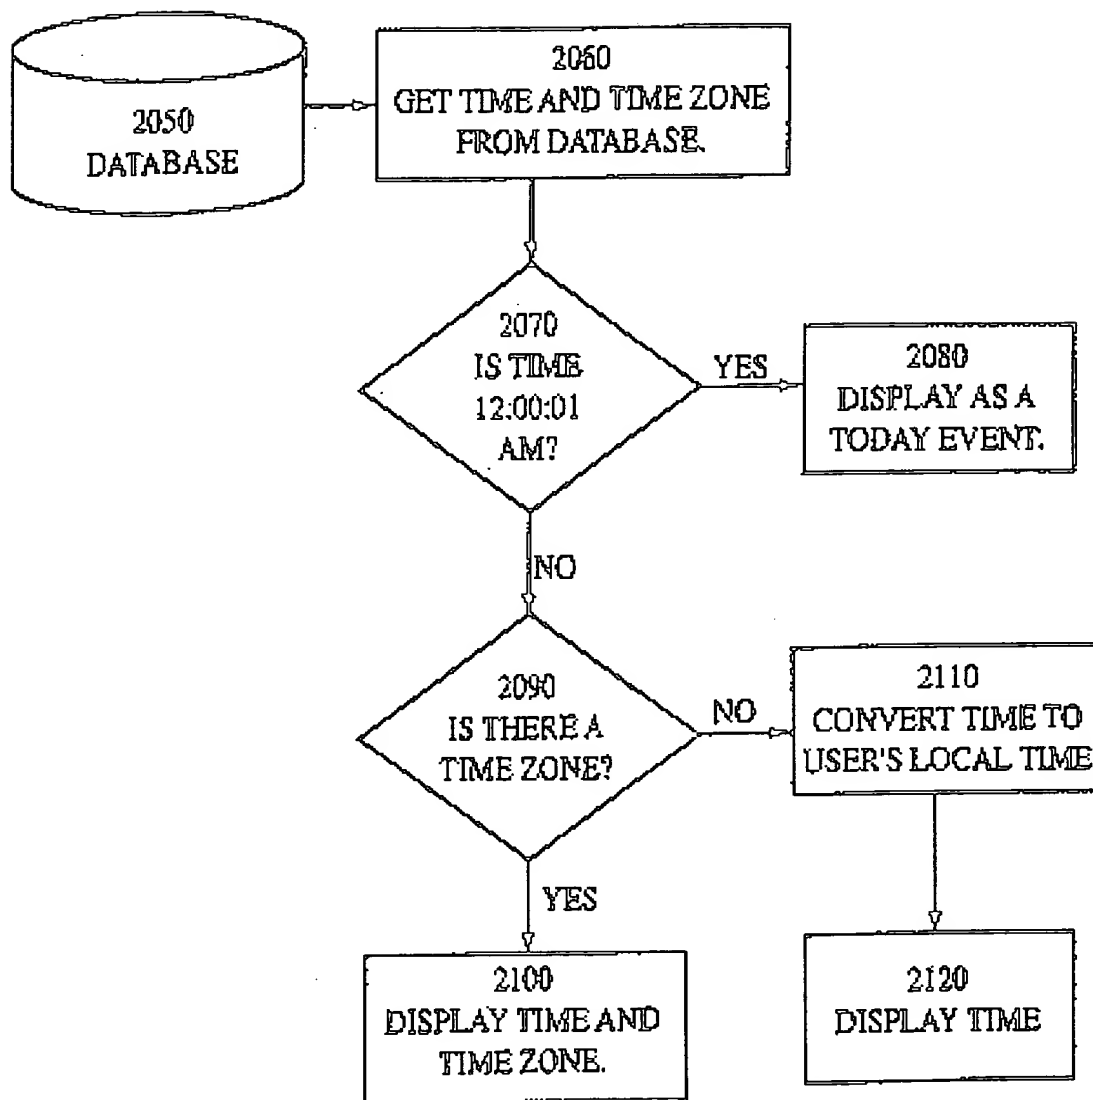 2050
DATABASE
2060
GET TIME AND TIME ZONE
FROM DATABASE.
2070
IS TIME
12:00:01
AM?
YES
2080
DISPLAY AS A
TODAY EVENT.
NO
2090
IS THERE A
TIME ZONE?
NO
2110
CONVERT TIME TO
USER'S LOCAL TIME
YES
2100
DISPLAY TIME AND
TIME ZONE.
2120
DISPLAY TIME